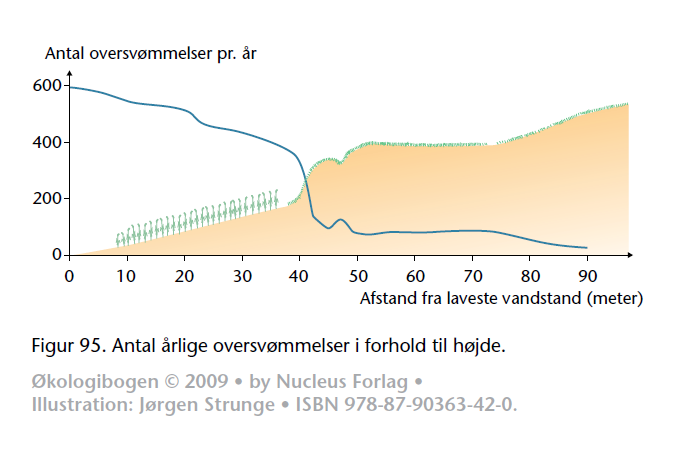 Antal oversvømmelser pr. år
600
400
200
0
0 10 20 30 40 50 60 70 80 90
Afstand fra laveste vandstand (meter)
Figur 95. Antal årlige oversvømmelser i forhold til højde.
Økologibogen © 2009 • by Nucleus Forlag •
Illustration: Jørgen Strunge • ISBN 978-87-90363-42-0.